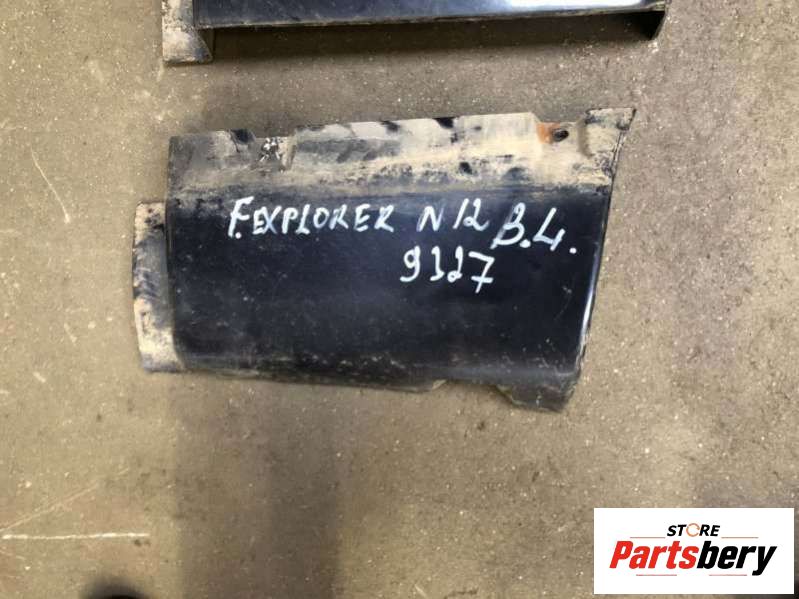 F.EXPLORER N12 B.L.
9327
STORE
Partsbery